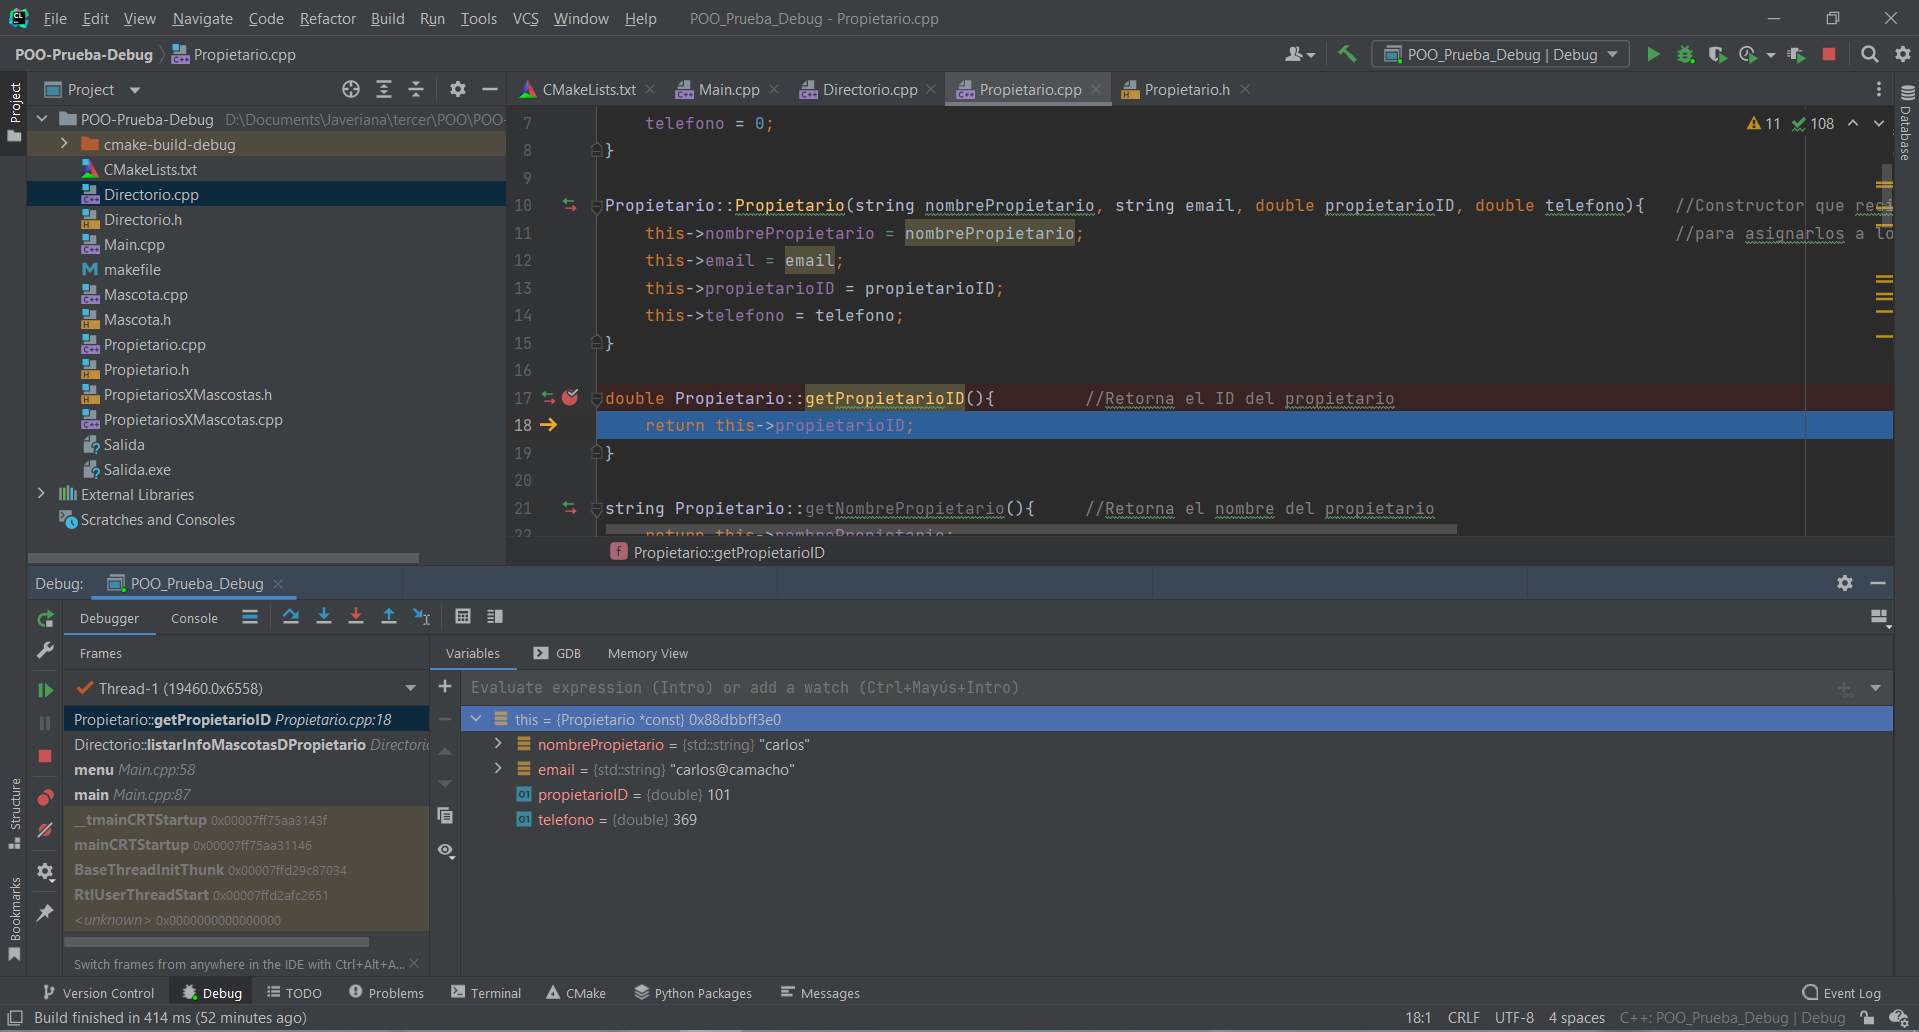 File Edit View Navigate Code Refactor Build Run Tools VCS Window Help POO_Prueba_Debug - Propietario.cpp
POO-Prueba-Debug Propietario.cpp POO_Prueba_Debug | Debug
Project
Project
POO-Prueba-Debug D:\Documents\Javeriana\tercer\POO\POO-
cmake-build-debug
CMakeLists.txt
Directorio.cpp
Directorio.h
Main.cpp
makefile
Mascota.cpp
Mascota.h
Propietario.cpp
Propietario.h
PropietariosXMascostas.h
PropietariosXMascotas.cpp
Salida
Salida.exe
External Libraries
Scratches and Consoles
CMakeLists.txt Main.cpp Directorio.cpp Propietario.cpp Propietario.h
Database
11 108
7 telefono = 0;
8 }
9
10 Propietario::Propietario(string nombrePropietario, string email, double propietarioID, double telefono){ //Constructor que reci
11 this->nombrePropietario = nombrePropietario; //para asignarlos a lo
12 this->email = email;
13 this->propietarioID = propietarioID;
14 this->telefono = telefono;
15 }
16
17 double Propietario::getPropietarioID(){ //Retorna el ID del propietario
18 return this->propietarioID;
19 }
20
21 string Propietario::getNombrePropietario(){ //Retorna el nombre del propietario
22 return this->nombrePropietario;
f Propietario::getPropietarioID
Debug: POO_Prueba_Debug
Debugger Console
Frames
Thread-1 (19460.0x6558)
Propietario::getPropietarioID Propietario.cpp:18
Directorio::listarInfoMascotasDPropietario Directorio
menu Main.cpp:58
main Main.cpp:87
__tmainCRTStartup 0x00007ff75aa3143f
mainCRTStartup 0x00007ff75aa31146
BaseThreadInitThunk 0x00007ffd29c87034
RtlUserThreadStart 0x00007ffd2afc2651
<unknown> 0x0000000000000000
Switch frames from anywhere in the IDE with Ctrl+Alt+A...
Variables GDB Memory View
Evaluate expression (Intro) or add a watch (Ctrl+Mayús+Intro)
this = {Propietario *const} 0x88dbbff3e0
nombrePropietario = {std::string} "carlos"
email = {std::string} "carlos@camacho"
propietarioID = {double} 101
telefono = {double} 369
Structure
Bookmarks
Version Control Debug TODO Problems Terminal CMake Python Packages Messages Event Log
Build finished in 414 ms (52 minutes ago) 18:1 CRLF UTF-8 4 spaces C++: POO_Prueba_Debug | Debug